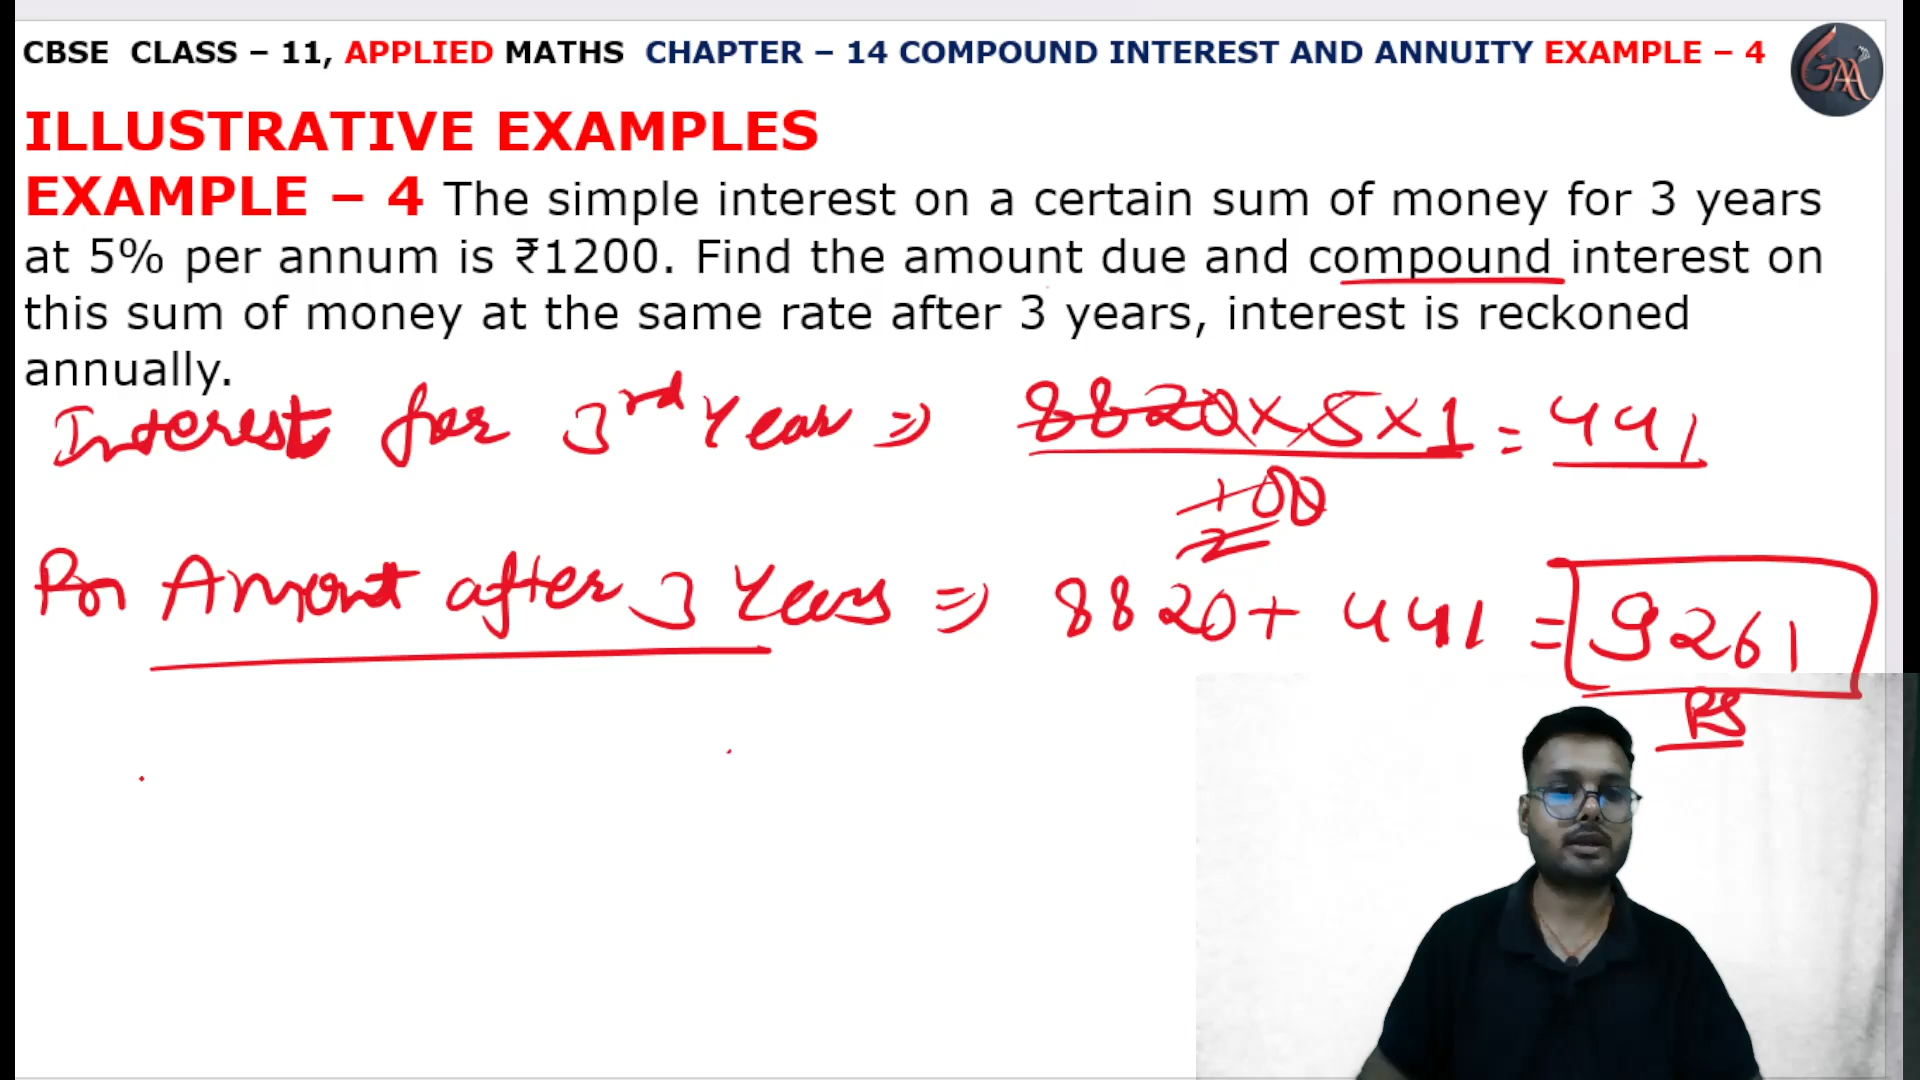 CBSE CLASS – 11, APPLIED MATHS CHAPTER – 14 COMPOUND INTEREST AND ANNUITY EXAMPLE – 4
GAA
ILLUSTRATIVE EXAMPLES
EXAMPLE – 4 The simple interest on a certain sum of money for 3 years
at 5% per annum is ₹1200. Find the amount due and compound interest on
this sum of money at the same rate after 3 years, interest is reckoned
annually.
Interest for 3rd Year ⇒ 8820×5×1 = 441
100
2
Amount after 3 Years ⇒ 8820 + 441 = 9261
RS